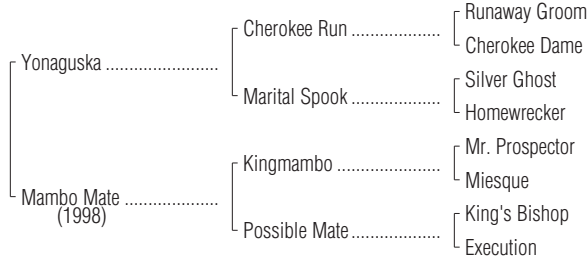 Runaway Groom
Cherokee Run ....................
Cherokee Dame
Yonaguska .........................
Silver Ghost
Marital Spook ....................
Homewrecker
Mr. Prospector
Kingmambo .......................
Miesque
Mambo Mate .....................
(1998)
King's Bishop
Possible Mate ....................
Execution